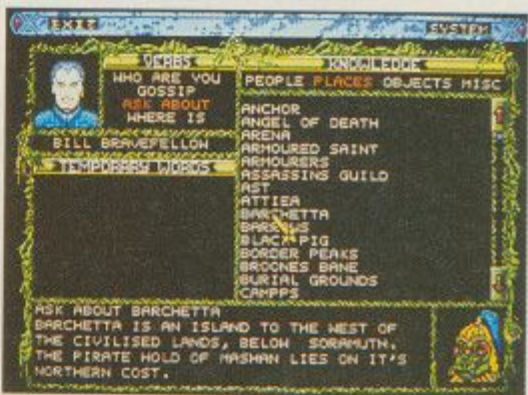 EXIT
SYSTEM
VERBS
WHO ARE YOU
GOSSIP
ASK ABOUT
WHERE IS
BILL BRAVEFELLOW
TEMPORARY WORDS
KNOWLEDGE
PEOPLE PLACES OBJECTS MISC
ANCHOR
ANGEL OF DEATH
ARENA
ARMOURED SAINT
ARMOURERS
ASSASSINS GUILD
AST
ATTIEA
BARCHETTA
BLACK PIG
BORDER PEAKS
BROONES BANE
BURIAL GROUNDS
CAMPPS
ASK ABOUT BARCHETTA
BARCHETTA IS AN ISLAND TO THE WEST OF
THE CIVILISED LANDS, BELOW SORAMUTH.
THE PIRATE HOLD OF MASHAN LIES ON IT'S
NORTHERN COST.